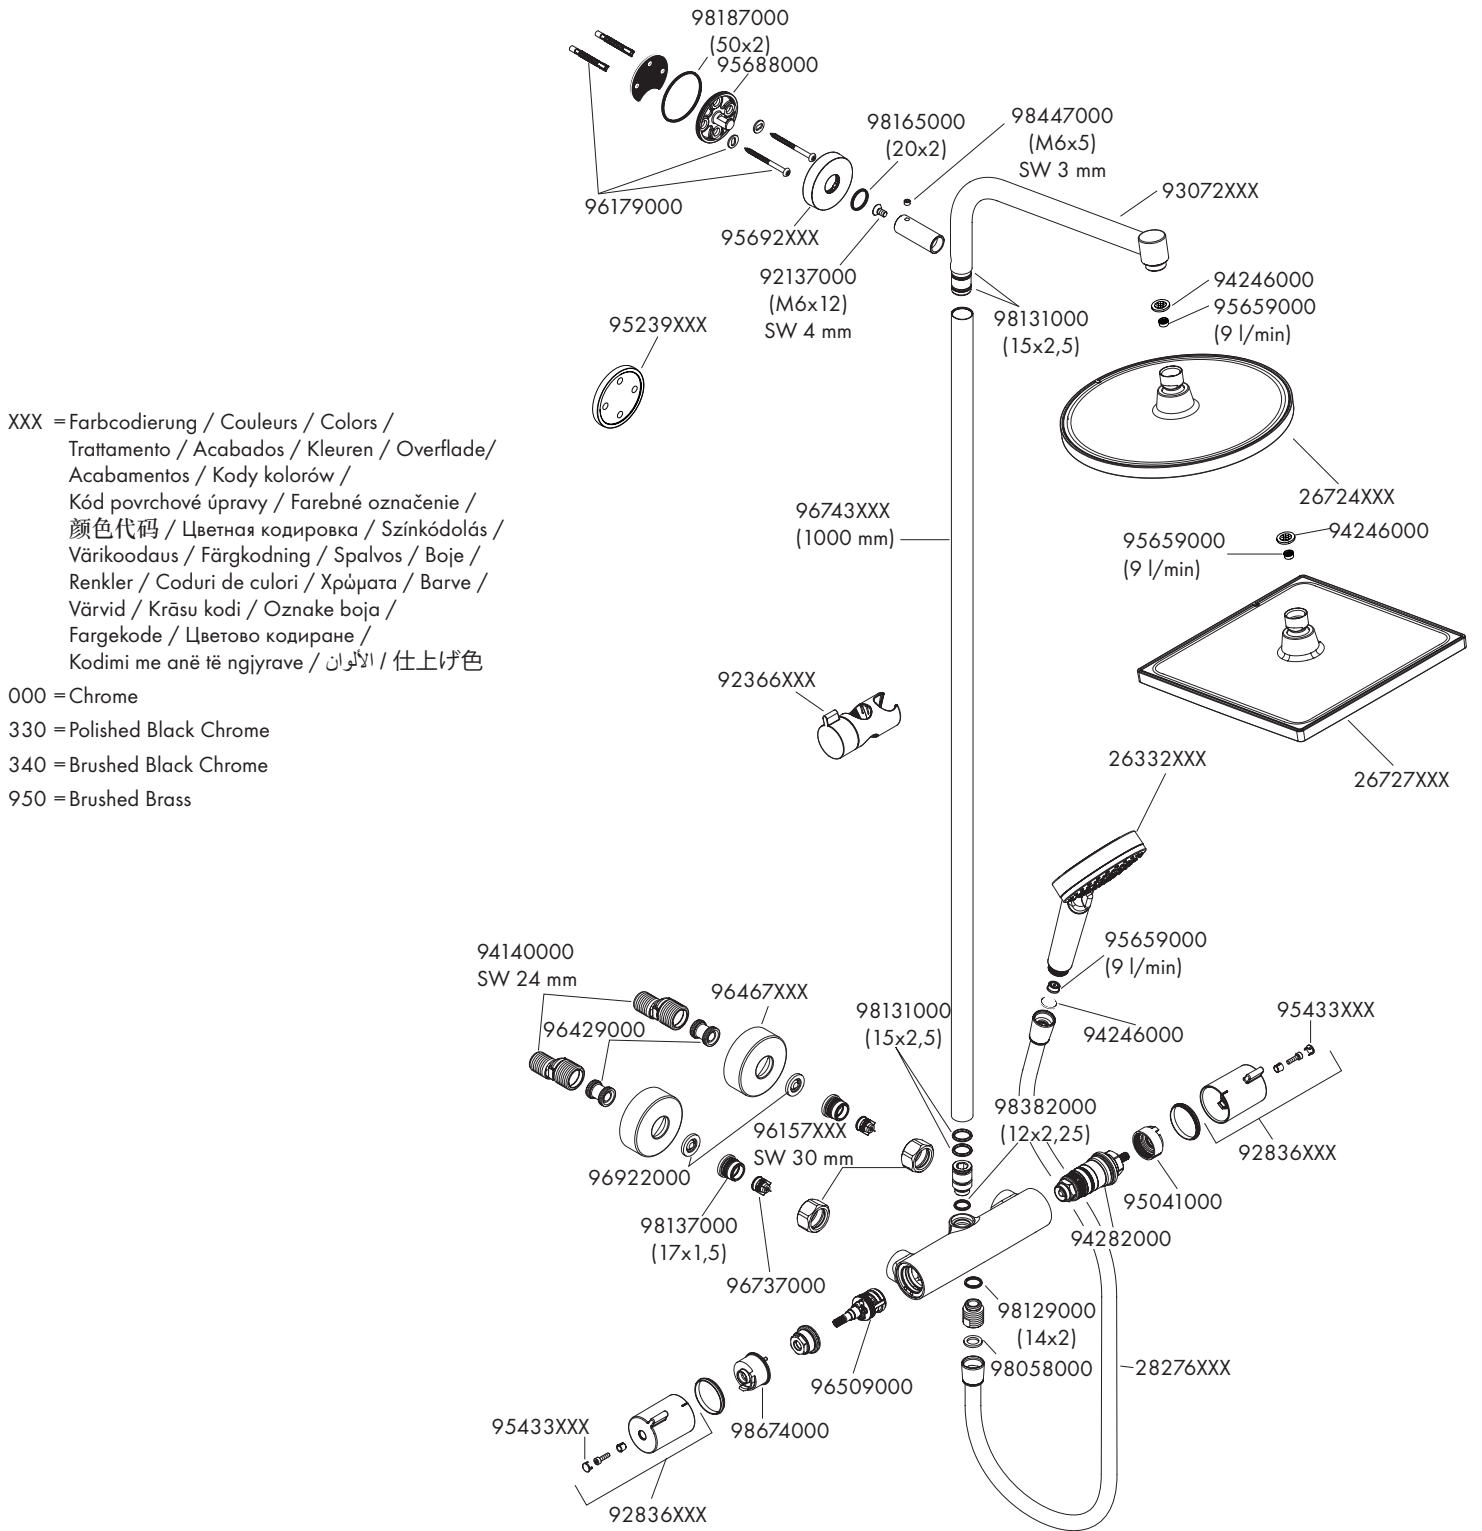 98187000
(50x2)
95688000
98165000
(20x2)
98447000
(M6x5)
SW 3 mm
93072XXX
96179000
95692XXX
92137000
(M6x12)
SW 4 mm
94246000
95659000
(9 l/min)
98131000
(15x2,5)
95239XXX
XXX = Farbcodierung / Couleurs / Colors /
Trattamento / Acabados / Kleuren / Overflade/
Acabamentos / Kody kolorów /
Kód povrchové úpravy / Farebné označenie /
颜色代码 / Цветная кодировка / Színkódolás /
Värikoodaus / Färgkodning / Spalvos / Boje /
Renkler / Coduri de culori / Χρώματα / Barve /
Värvid / Krāsu kodi / Oznake boja /
Fargekode / Цветово кодиране /
Kodimi me anë të ngjyrave / الألوان / 仕上げ色
000 = Chrome
330 = Polished Black Chrome
340 = Brushed Black Chrome
950 = Brushed Brass
26724XXX
96743XXX
(1000 mm)
95659000
(9 l/min)
94246000
92366XXX
26727XXX
26332XXX
94140000
SW 24 mm
96467XXX
96429000
98131000
(15x2,5)
95659000
(9 l/min)
94246000
95433XXX
98382000
(12x2,25)
96157XXX
SW 30 mm
92836XXX
96922000
95041000
98137000
(17x1,5)
94282000
96737000
98129000
(14x2)
98058000
28276XXX
96509000
95433XXX
98674000
92836XXX